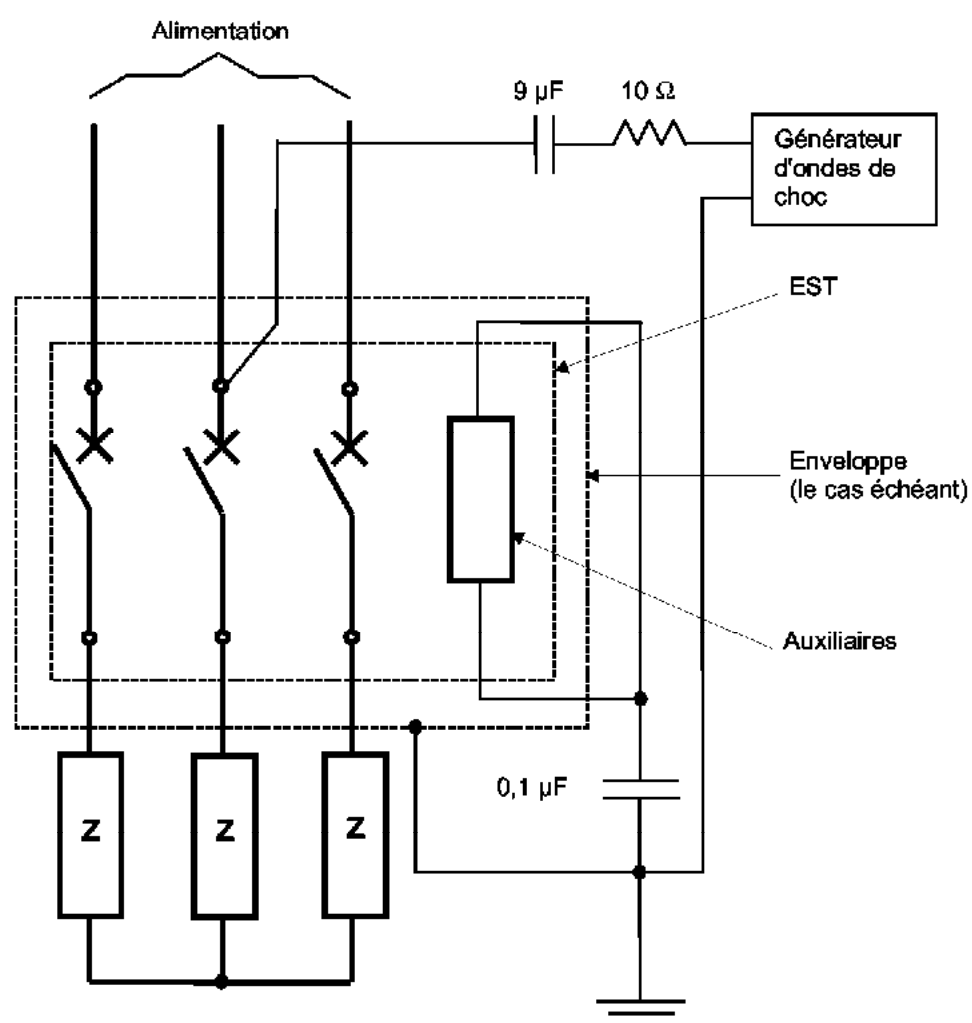 Alimentation
9 µF
10 Ω
Générateur
d'ondes de
choc
EST
Enveloppe
(le cas échéant)
Auxiliaires
0,1 µF
Z
Z
Z